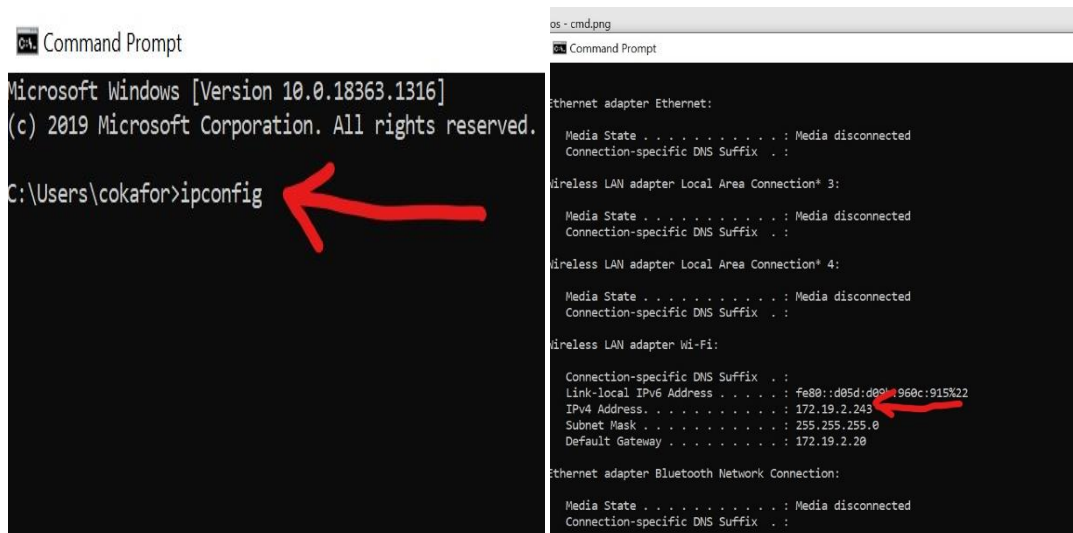 Command Prompt
Microsoft Windows [Version 10.0.18363.1316]
(c) 2019 Microsoft Corporation. All rights reserved.
C:\Users\cokafor>ipconfig
os - cmd.png
Command Prompt
Ethernet adapter Ethernet:
Media State . . . . . . . . . . . : Media disconnected
Connection-specific DNS Suffix . :
Wireless LAN adapter Local Area Connection* 3:
Media State . . . . . . . . . . . : Media disconnected
Connection-specific DNS Suffix . :
Wireless LAN adapter Local Area Connection* 4:
Media State . . . . . . . . . . . : Media disconnected
Connection-specific DNS Suffix . :
Wireless LAN adapter Wi-Fi:
Connection-specific DNS Suffix . :
Link-local IPv6 Address . . . . . :
IPv4 Address. . . . . . . . . . . : 172.19.2.243
Subnet Mask . . . . . . . . . . . : 255.255.255.0
Default Gateway . . . . . . . . . : 172.19.2.20
Ethernet adapter Bluetooth Network Connection:
Media State . . . . . . . . . . . : Media disconnected
Connection-specific DNS Suffix . :